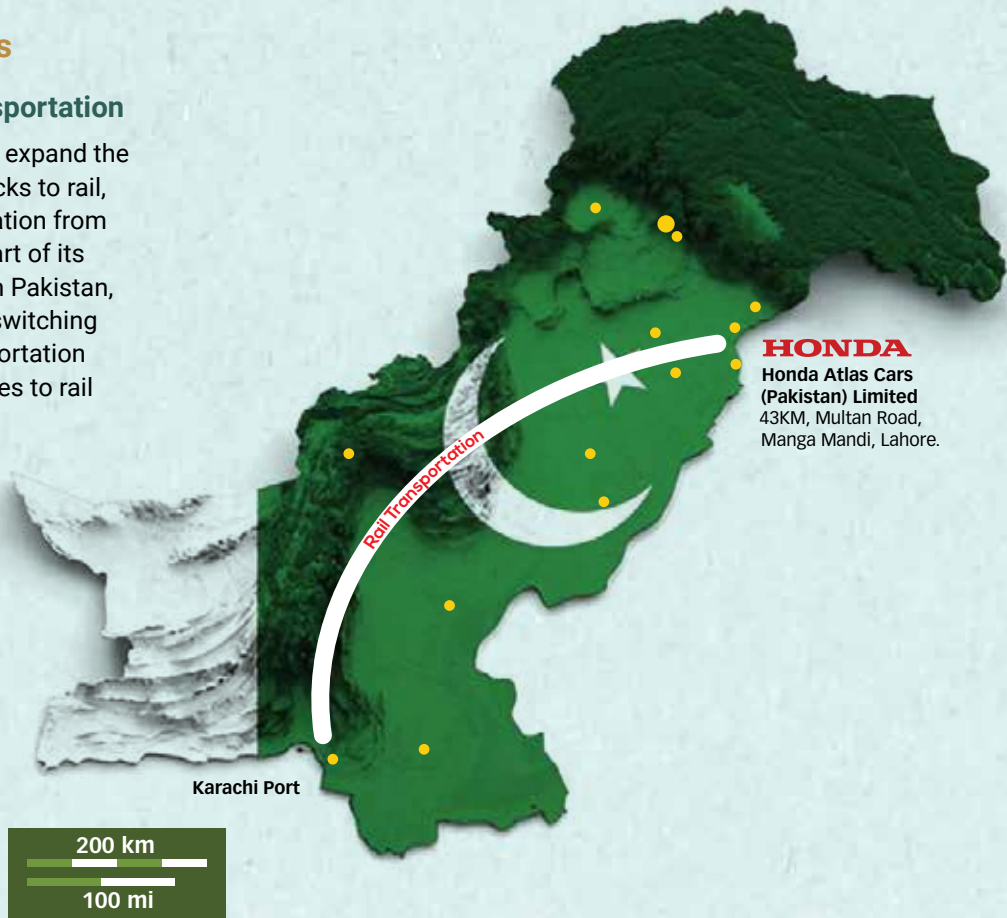 s
sportation
expand the
cks to rail,
ation from
art of its
n Pakistan,
switching
ortation
es to rail
HONDA
Honda Atlas Cars
(Pakistan) Limited
43KM, Multan Road,
Manga Mandi, Lahore.
Rail Transportation
Karachi Port
200 km
100 mi